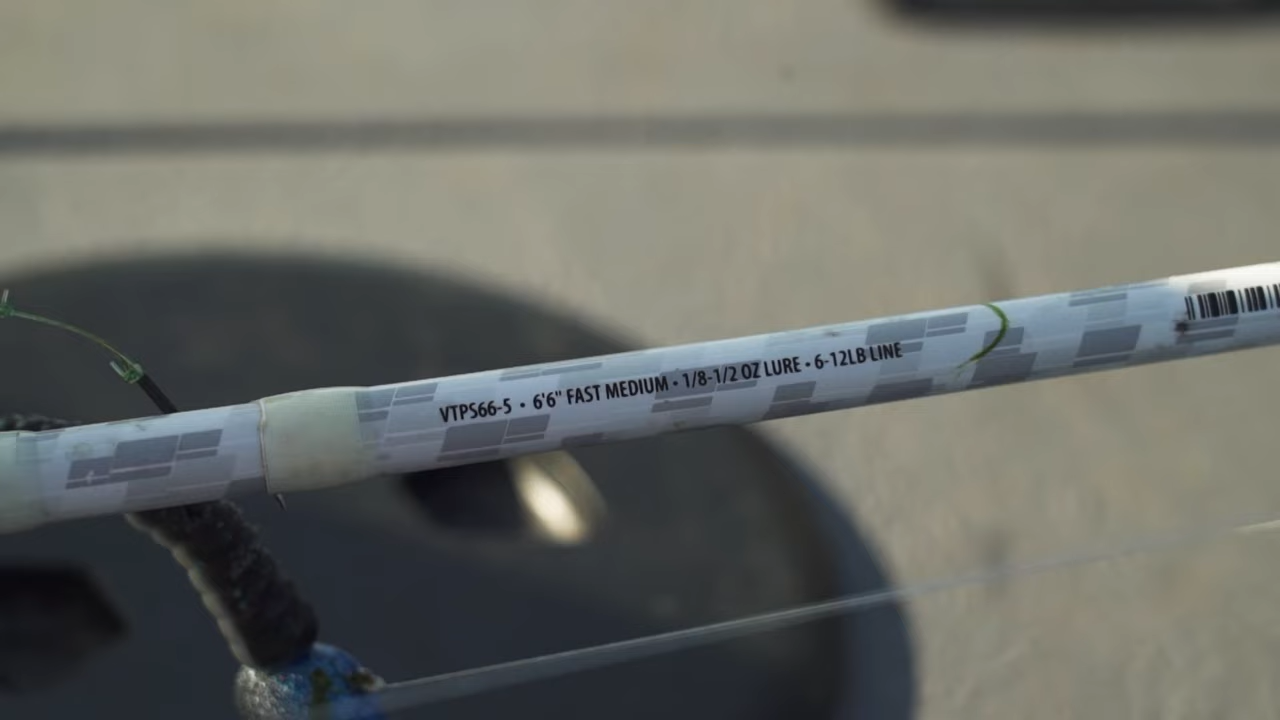 VTPS66-5 • 6'6" FAST MEDIUM • 1/8-1/2 OZ LURE • 6-12LB LINE